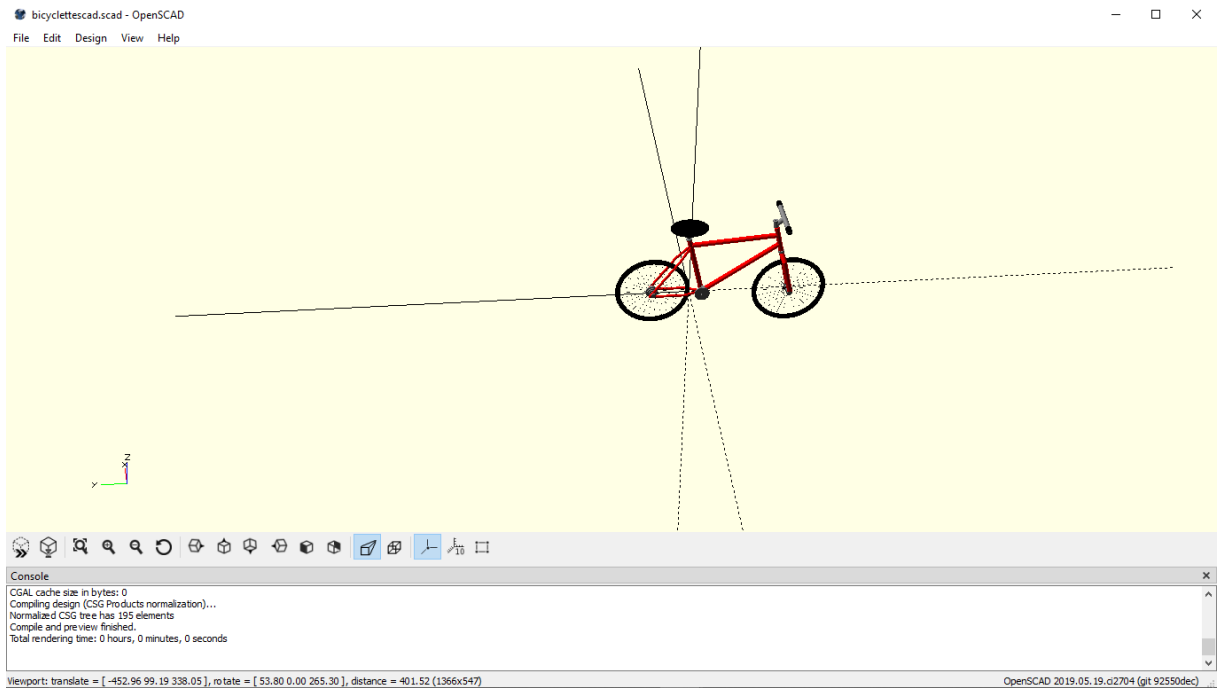 bicyclettescad.scad - OpenSCAD
File Edit Design View Help
Z
X
Y
10
Console
CGAL cache size in bytes: 0
Compiling design (CSG Products normalization)...
Normalized CSG tree has 195 elements
Compile and preview finished.
Total rendering time: 0 hours, 0 minutes, 0 seconds
Viewport: translate = [ -452.96 99.19 338.05 ], rotate = [ 53.80 0.00 265.30 ], distance = 401.52 (1366x547)
OpenSCAD 2019.05.19.ci2704 (git 92550dec)